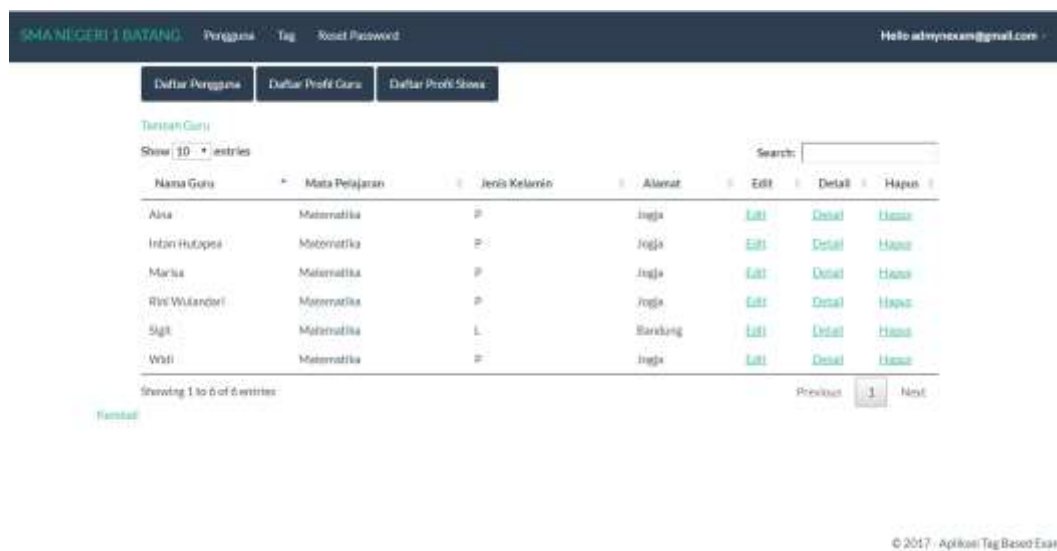 SMA NEGERI 1 BATANG Pengguna Tag Reset Password Hello admynexam@gmail.com
Daftar Pengguna Daftar Profil Guru Daftar Profil Siswa
Tambah Guru
Show 10 entries Search:
Nama Guru Mata Pelajaran Jenis Kelamin Alamat Edit Detail Hapus
Aina Matematika P Jogja Edit Detail Hapus
Intan Hutapea Matematika P Jogja Edit Detail Hapus
Marisa Matematika P Jogja Edit Detail Hapus
Rini Wulandari Matematika P Jogja Edit Detail Hapus
Sigit Matematika L Bandung Edit Detail Hapus
Matematika P Jogja Edit Detail Hapus
Showing 1 to 6 of 6 entries Previous 1 Next
Kembali
© 2017 - Aplikasi Tag Based Exam